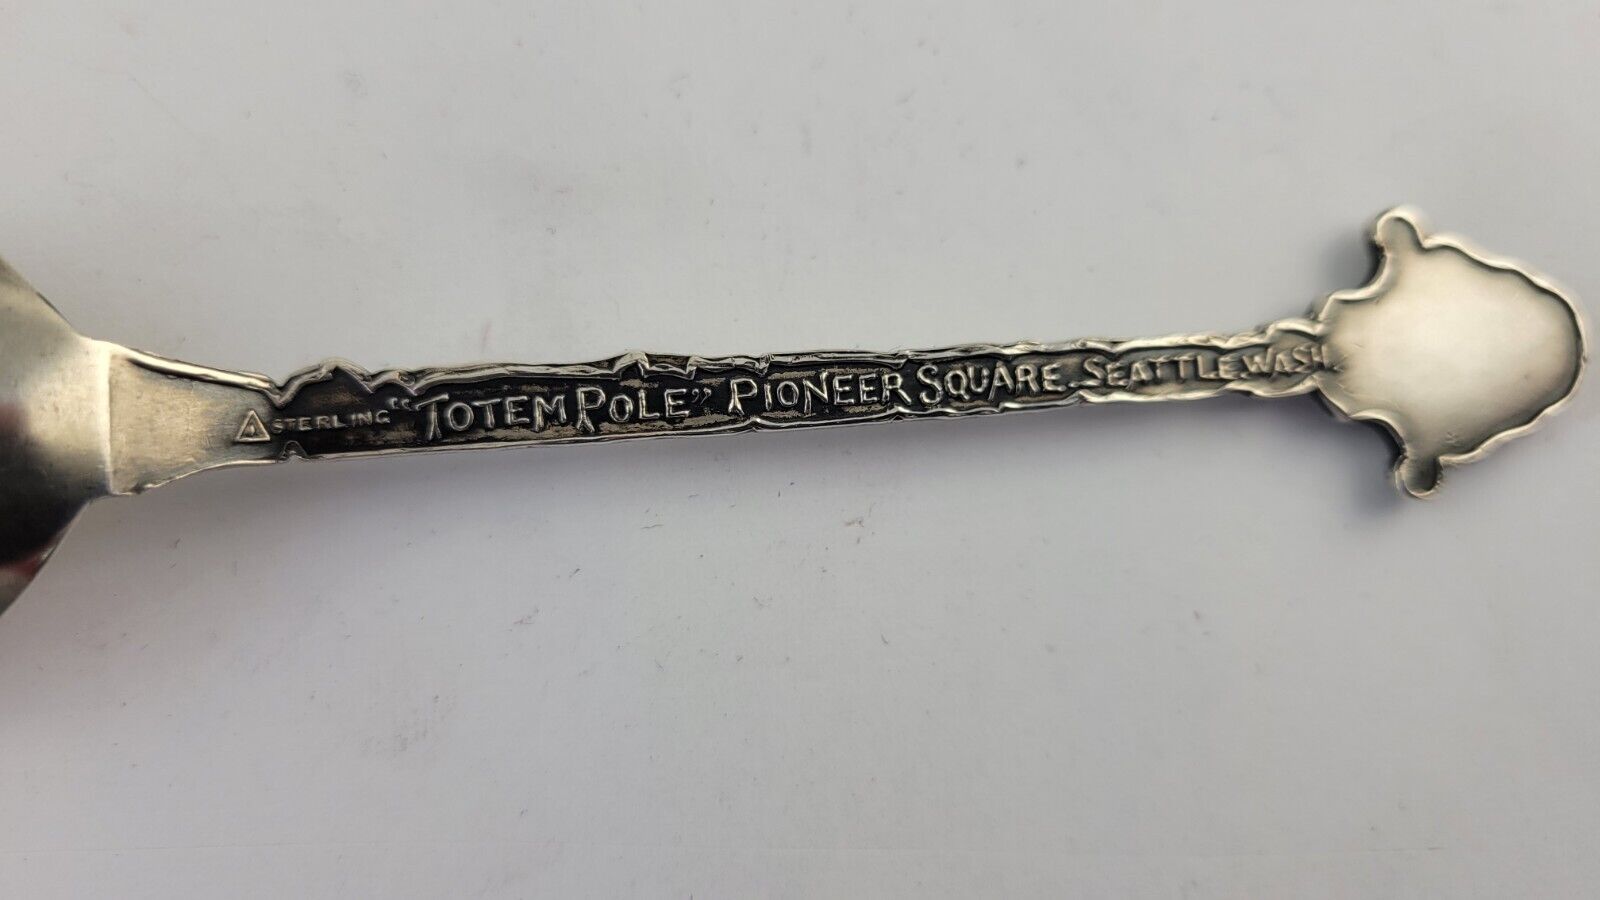 STERLING "TOTEM POLE" PIONEER SQUARE. SEATTLE. WASH.